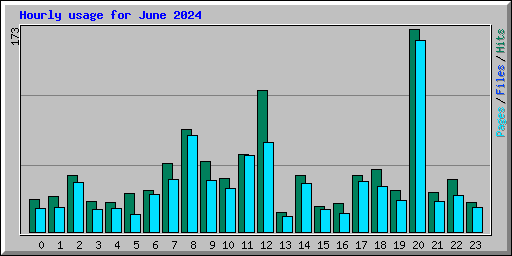 Hourly usage for June 2024
173
Pages/Files/Hits
0 1 2 3 4 5 6 7 8 9 10 11 12 13 14 15 16 17 18 19 20 21 22 23